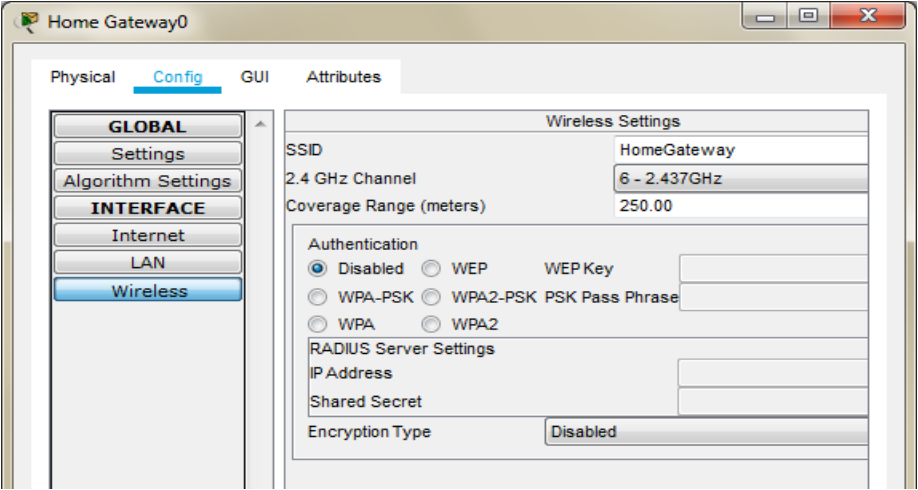 Home Gateway0
Physical Config GUI Attributes
GLOBAL
Settings
Algorithm Settings
INTERFACE
Internet
LAN
Wireless
Wireless Settings
SSID HomeGateway
2.4 GHz Channel 6 - 2.437GHz
Coverage Range (meters) 250.00
Authentication
Disabled WEP WEP Key
WPA-PSK WPA2-PSK PSK Pass Phrase
WPA WPA2
RADIUS Server Settings
IP Address
Shared Secret
Encryption Type Disabled